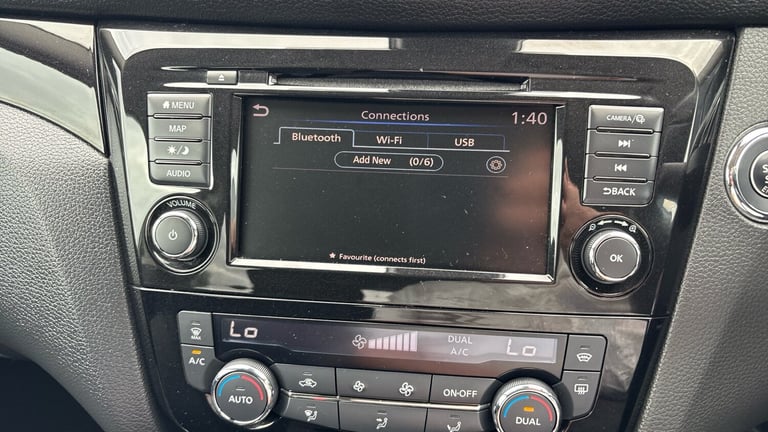 Connections
1:40
Bluetooth
Wi-Fi
USB
Add New (0/6)
★ Favourite (connects first)
MENU
MAP
AUDIO
VOLUME
CAMERA/
BACK
OK
Lo
DUAL
A/C
Lo
MAX
A/C
AUTO
ON·OFF
DUAL